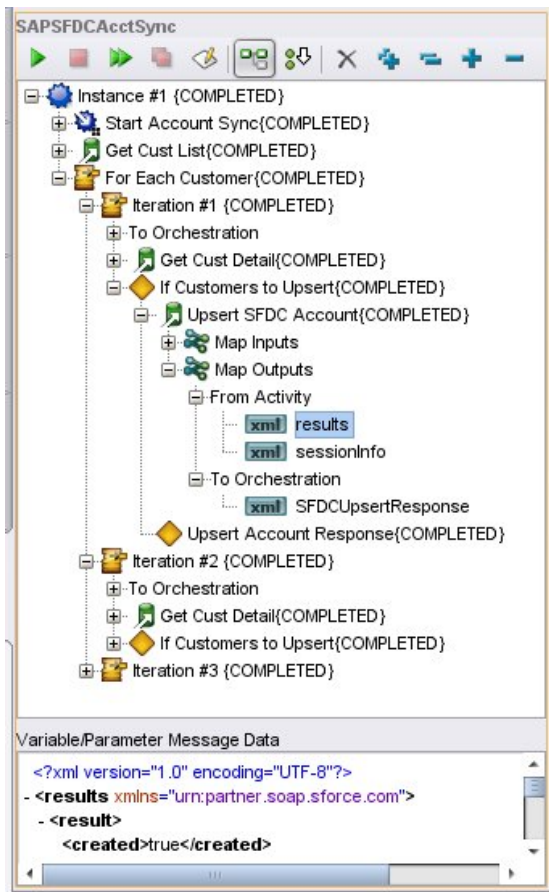 SAPSFDCAcctSync
Instance #1 {COMPLETED}
Start Account Sync{COMPLETED}
Get Cust List{COMPLETED}
For Each Customer{COMPLETED}
Iteration #1 {COMPLETED}
To Orchestration
Get Cust Detail{COMPLETED}
If Customers to Upsert{COMPLETED}
Upsert SFDC Account{COMPLETED}
Map Inputs
Map Outputs
From Activity
xml results
xml sessionInfo
To Orchestration
xml SFDCUpsertResponse
Upsert Account Response{COMPLETED}
Iteration #2 {COMPLETED}
To Orchestration
Get Cust Detail{COMPLETED}
If Customers to Upsert{COMPLETED}
Iteration #3 {COMPLETED}
Variable/Parameter Message Data
<?xml version="1.0" encoding="UTF-8"?>
- <results xmlns="urn:partner.soap.sforce.com">
- <result>
<created>true</created>